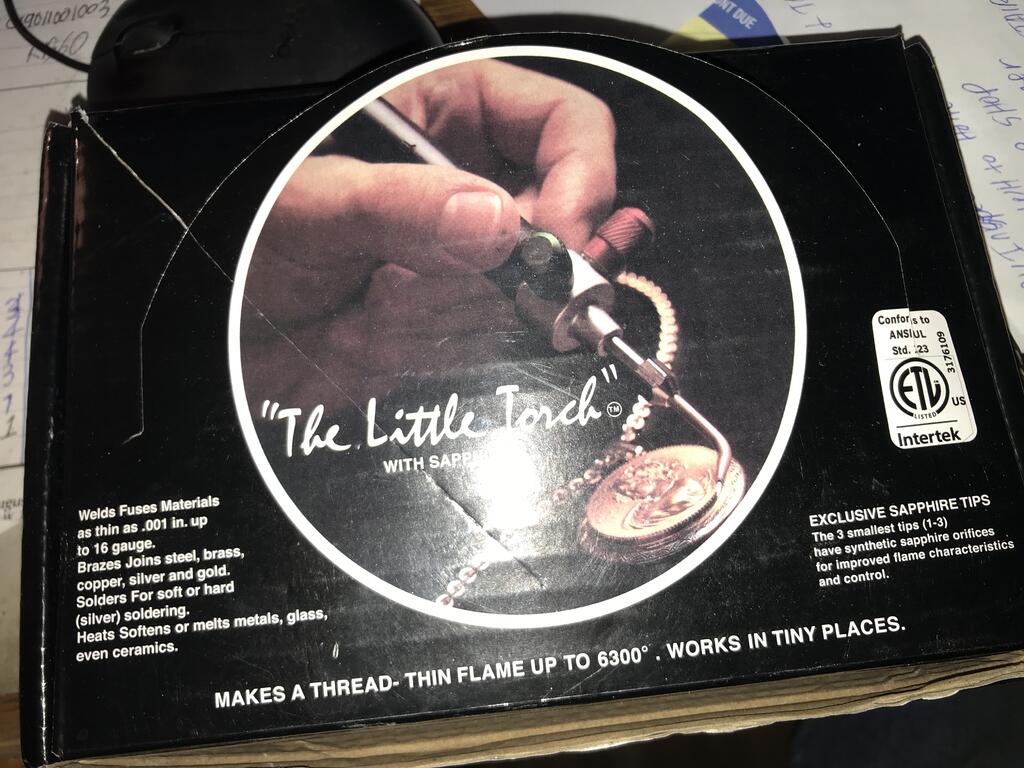 "The Little Torch"™
WITH
Welds Fuses Materials
as thin as .001 in. up
to 16 gauge.
Brazes Joins steel, brass,
copper, silver and gold.
Solders For soft or hard
(silver) soldering.
Heats Softens or melts metals, glass,
even ceramics.
Conforms to
ANSI/UL
Std. 123
3176109
ETL
LISTED
US
Intertek
EXCLUSIVE SAPPHIRE TIPS
The 3 smallest tips (1-3)
have synthetic sapphire orifices
for improved flame characteristics
and control.
MAKES A THREAD- THIN FLAME UP TO 6300° . WORKS IN TINY PLACES.
NT DUE